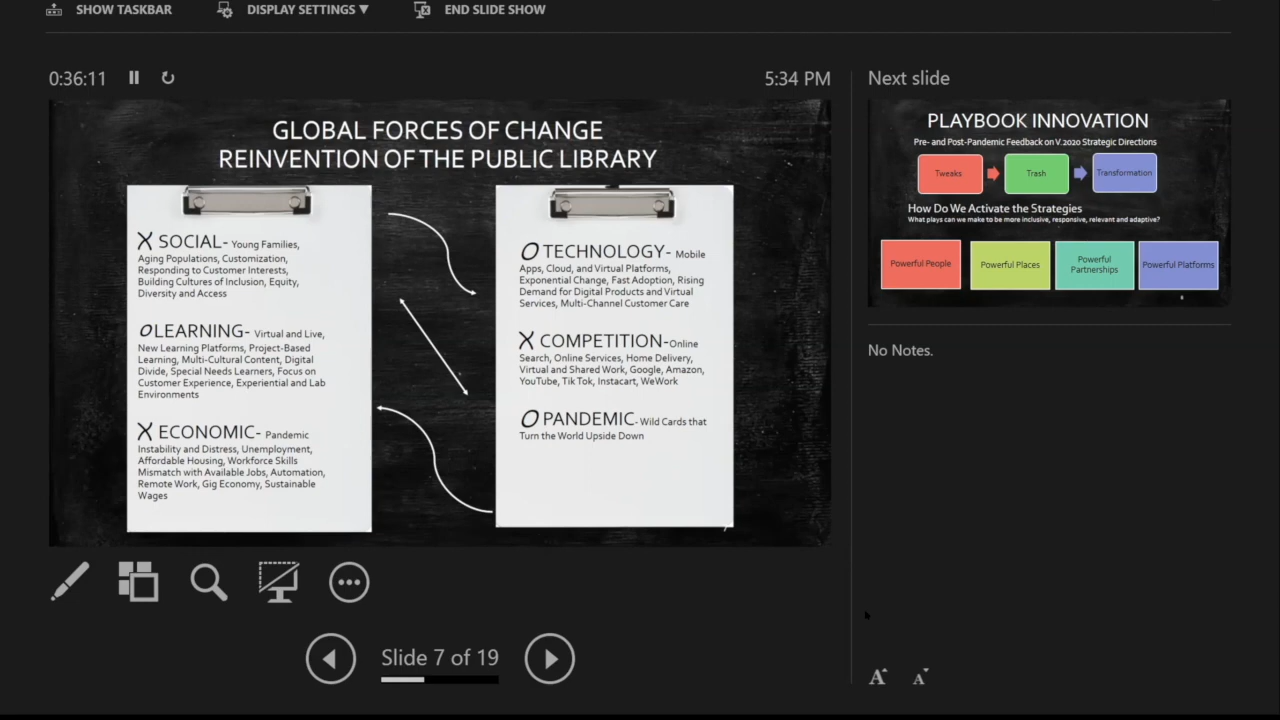 SHOW TASKBAR
DISPLAY SETTINGS ▼
END SLIDE SHOW
0:36:11
5:34 PM
GLOBAL FORCES OF CHANGE
REINVENTION OF THE PUBLIC LIBRARY
X SOCIAL- Young Families,
Aging Populations, Customization,
Responding to Customer Interests,
Building Cultures of Inclusion, Equity,
Diversity and Access
O LEARNING- Virtual and Live,
New Learning Platforms, Project-Based
Learning, Multi-Cultural Content, Digital
Divide, Special Needs Learners, Focus on
Customer Experience, Experiential and Lab
Environments
X ECONOMIC- Pandemic
Instability and Distress, Unemployment,
Affordable Housing, Workforce Skills
Mismatch with Available Jobs, Automation,
Remote Work, Gig Economy, Sustainable
Wages
O TECHNOLOGY- Mobile
Apps, Cloud, and Virtual Platforms,
Exponential Change, Fast Adoption, Rising
Demand for Digital Products and Virtual
Services, Multi-Channel Customer Care
X COMPETITION-Online
Search, Online Services, Home Delivery,
Virtual and Shared Work, Google, Amazon,
YouTube, Tik Tok, Instacart, WeWork
O PANDEMIC- Wild Cards that
Turn the World Upside Down
Slide 7 of 19
Next slide
PLAYBOOK INNOVATION
Pre- and Post-Pandemic Feedback on V.2020 Strategic Directions
Tweaks
Trash
Transformation
How Do We Activate the Strategies
What plays can we make to be more inclusive, responsive, relevant and adaptive?
Powerful People
Powerful Places
Powerful
Partnerships
Powerful Platforms
8
No Notes.
A A